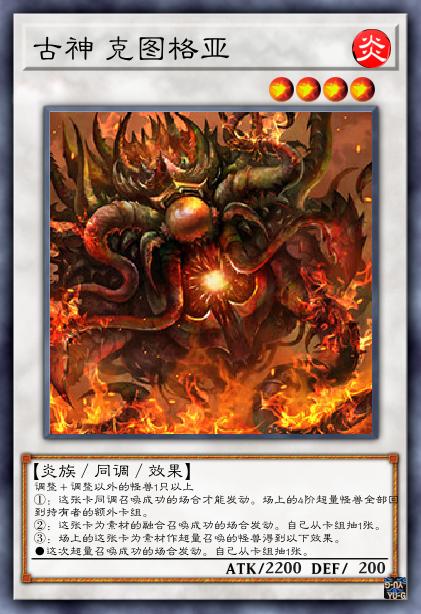 古神 克图格亚
炎
【炎族／同调／效果】
调整＋调整以外的怪兽1只以上
①：这张卡同调召唤成功的场合才能发动。场上的4阶超量怪兽全部回
到持有者的额外卡组。
②：这张卡为素材的融合召唤成功的场合发动。自己从卡组抽1张。
③：场上的这张卡为素材作超量召唤的怪兽得到以下效果。
●这次超量召唤成功的场合发动。自己从卡组抽1张。
ATK/2200 DEF/ 200